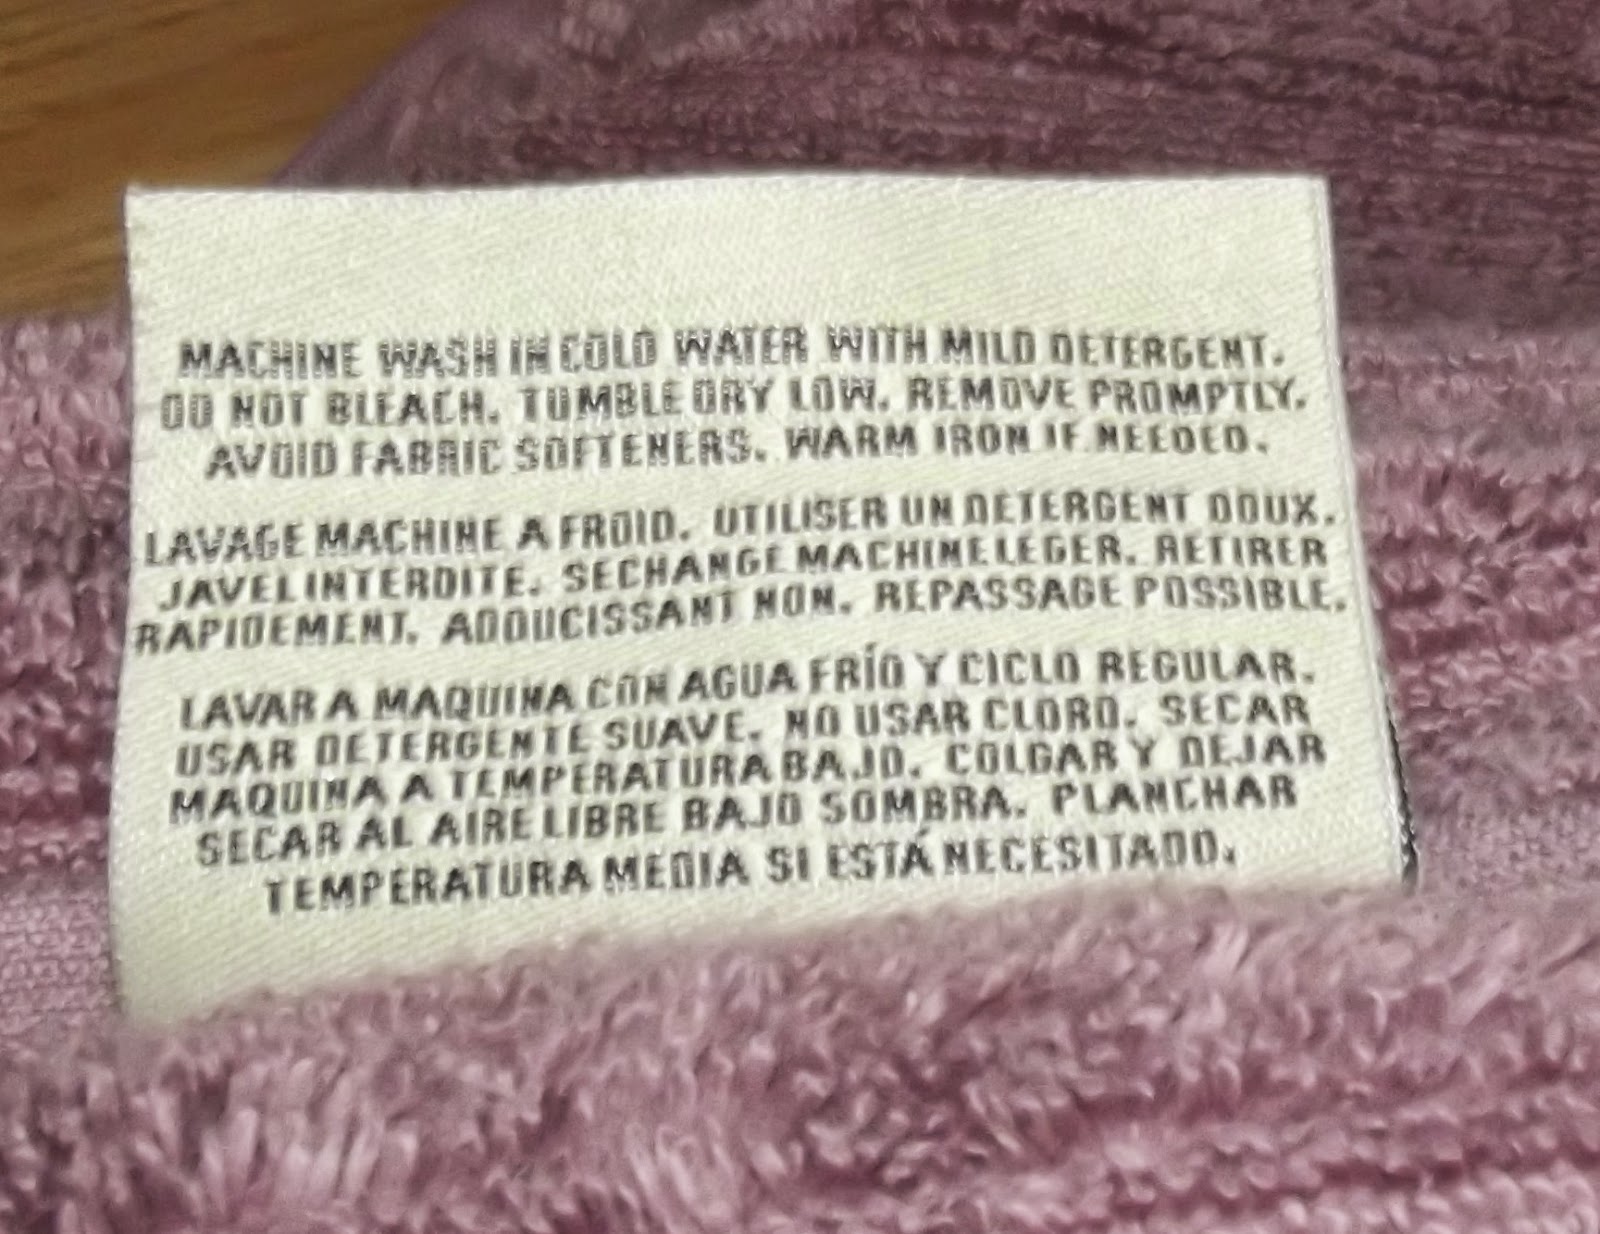 MACHINE WASH IN COLD WATER WITH MILD DETERGENT.
DO NOT BLEACH. TUMBLE DRY LOW. REMOVE PROMPTLY.
AVOID FABRIC SOFTENERS. WARM IRON IF NEEDED.
LAVAGE MACHINE A FROID. UTILISER UN DETERGENT DOUX.
JAVEL INTERDITE. SECHANGE MACHINE LEGER. RETIRER
RAPIDEMENT. ADOUCISSANT NON. REPASSAGE POSSIBLE.
LAVAR A MAQUINA CON AGUA FRÍO Y CICLO REGULAR.
USAR DETERGENTE SUAVE. NO USAR CLORO. SECAR
MAQUINA A TEMPERATURA BAJO. COLGAR Y DEJAR
SECAR AL AIRE LIBRE BAJO SOMBRA. PLANCHAR
TEMPERATURA MEDIA SI ESTÁ NECESITADO.